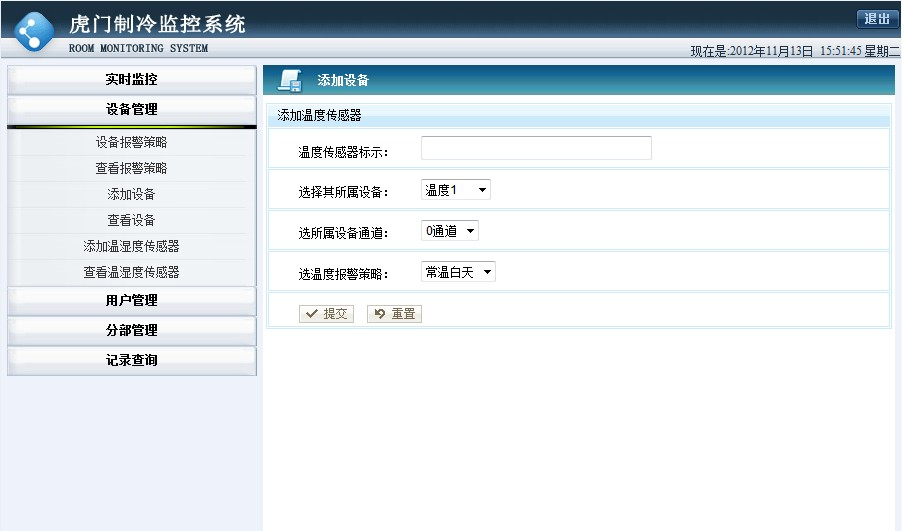 虎门制冷监控系统
ROOM MONITORING SYSTEM
退出
现在是:2012年11月13日 15:51:45 星期二
实时监控
设备管理
设备报警策略
查看报警策略
添加设备
查看设备
添加温湿度传感器
查看温湿度传感器
用户管理
分部管理
记录查询
添加设备
添加温度传感器
温度传感器标示：
选择其所属设备： 温度1
选所属设备通道： 0通道
选温度报警策略： 常温白天
提交 重置